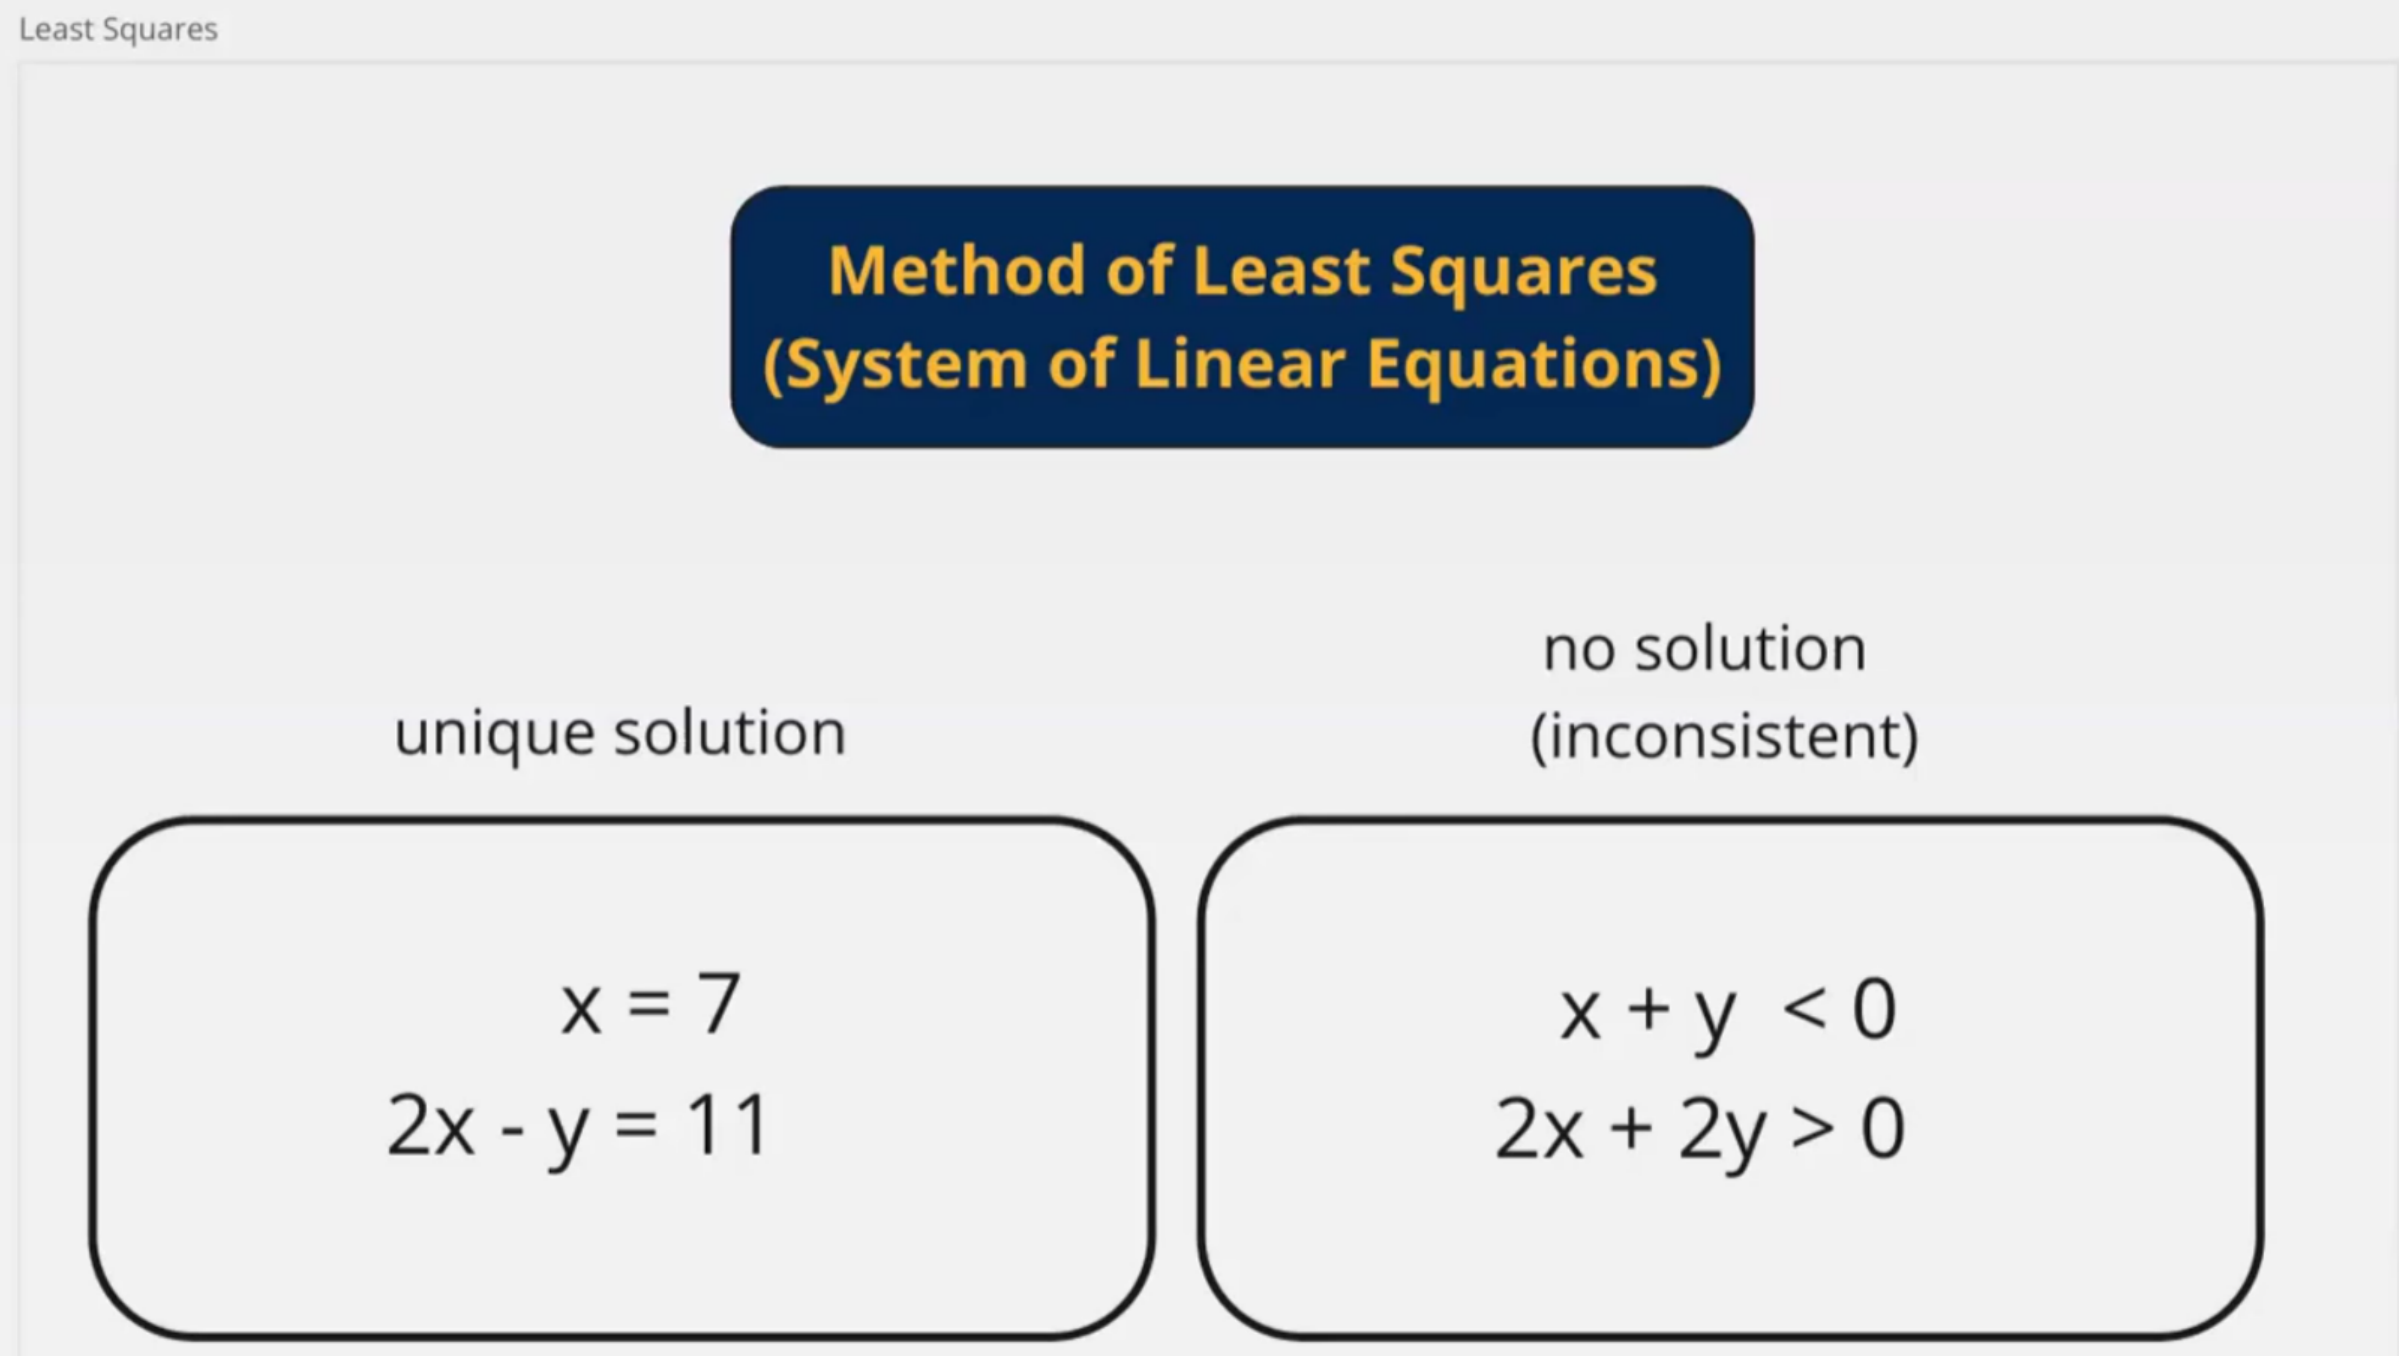 Least Squares
Method of Least Squares
(System of Linear Equations)
unique solution
no solution
(inconsistent)
x = 7
2x - y = 11
x + y < 0
2x + 2y > 0